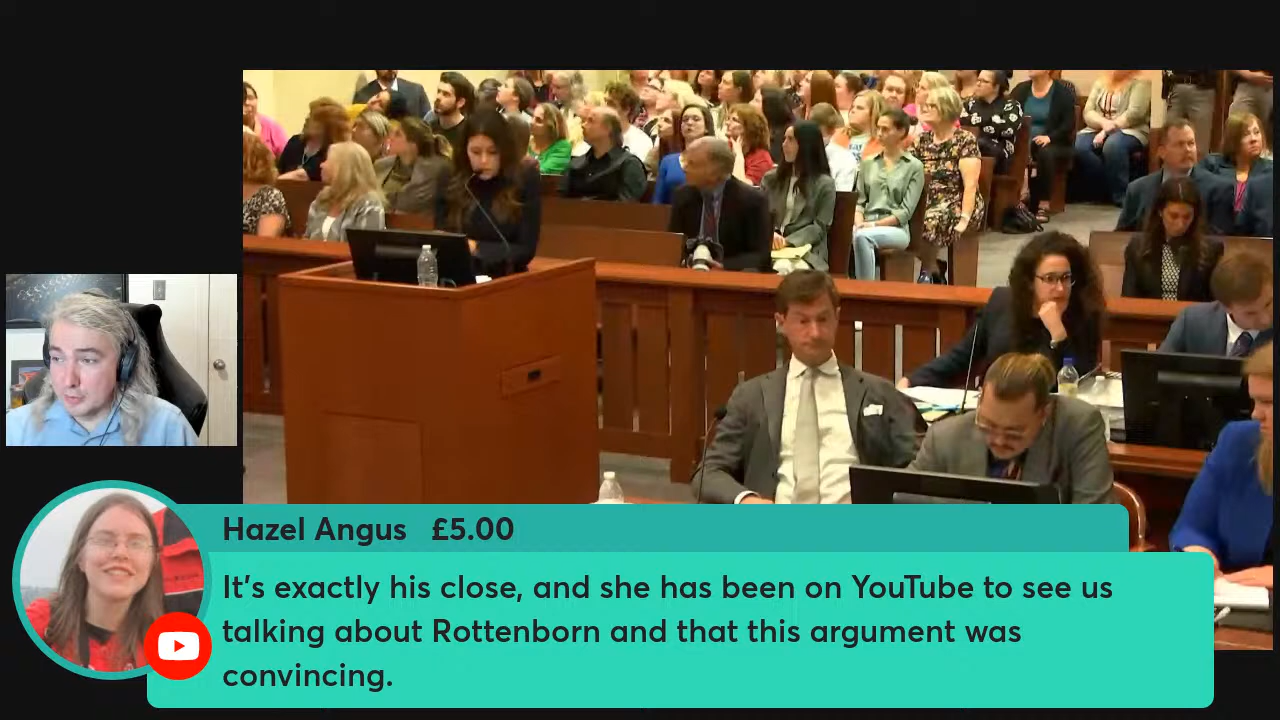 Hazel Angus £5.00
It's exactly his close, and she has been on YouTube to see us
talking about Rottenborn and that this argument was
convincing.